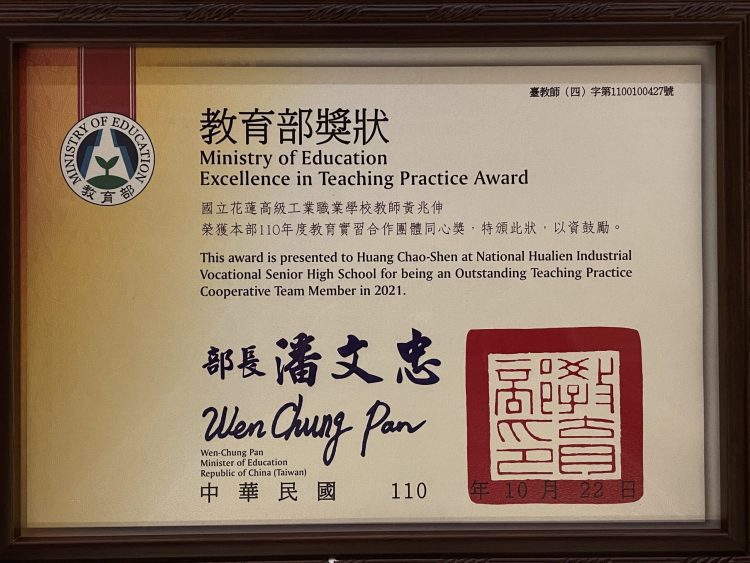 臺教師（四）字第1100100427號
MINISTRY OF EDUCATION
教育部
教育部獎狀
Ministry of Education
Excellence in Teaching Practice Award
國立花蓮高級工業職業學校教師黃兆伸
榮獲本部110年度教育實習合作團體同心獎，特頒此狀，以資鼓勵。
This award is presented to Huang Chao-Shen at National Hualien Industrial
Vocational Senior High School for being an Outstanding Teaching Practice
Cooperative Team Member in 2021.
部長 潘文忠
Wen Chung Pan
Wen-Chung Pan
Minister of Education
Republic of China (Taiwan)
教育部印
中華民國 110 年 10 月 22 日